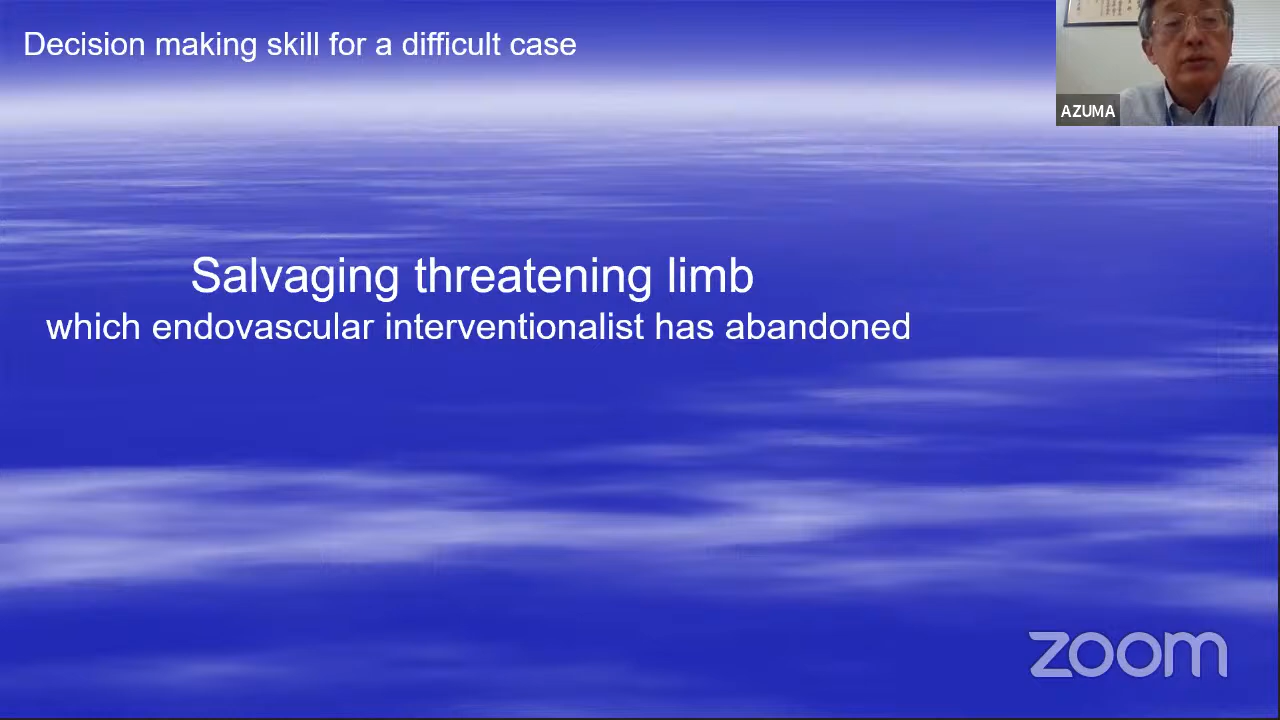 Decision making skill for a difficult case
AZUMA
Salvaging threatening limb
which endovascular interventionalist has abandoned
zoom